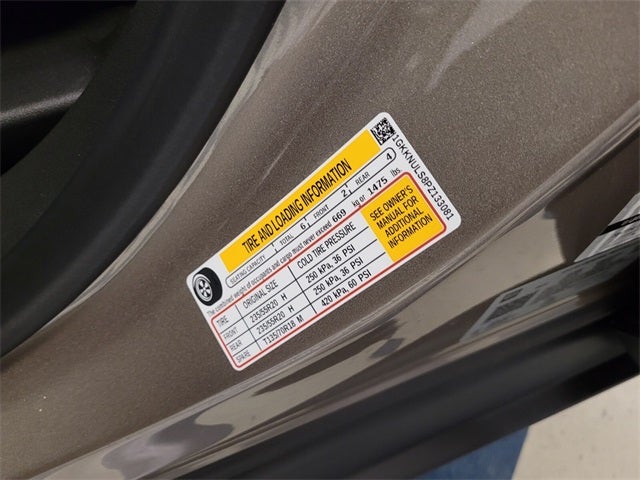 1GKKNULS8PZ133081
TIRE AND LOADING INFORMATION
SEATING CAPACITY TOTAL 6 FRONT 2 REAR 4
The combined weight of occupants and cargo must never exceed 669 kg or 1475 lbs.
TIRE ORIGINAL SIZE COLD TIRE PRESSURE
FRONT 235/55R20 H 250 kPa, 36 PSI
REAR 235/55R20 H 250 kPa, 36 PSI
SPARE T135/70R18 M 420 kPa, 60 PSI
SEE OWNER'S
MANUAL FOR
ADDITIONAL
INFORMATION